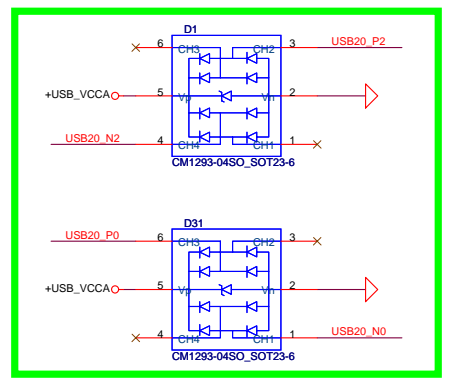 D1
6 CH3 CH2 3 USB20_P2
+USB_VCCA 5 Vp Vn 2
USB20_N2 4 CH4 CH1 1
CM1293-04SO_SOT23-6
D31
USB20_P0 6 CH3 CH2 3
+USB_VCCA 5 Vp Vn 2
4 CH4 CH1 1 USB20_N0
CM1293-04SO_SOT23-6